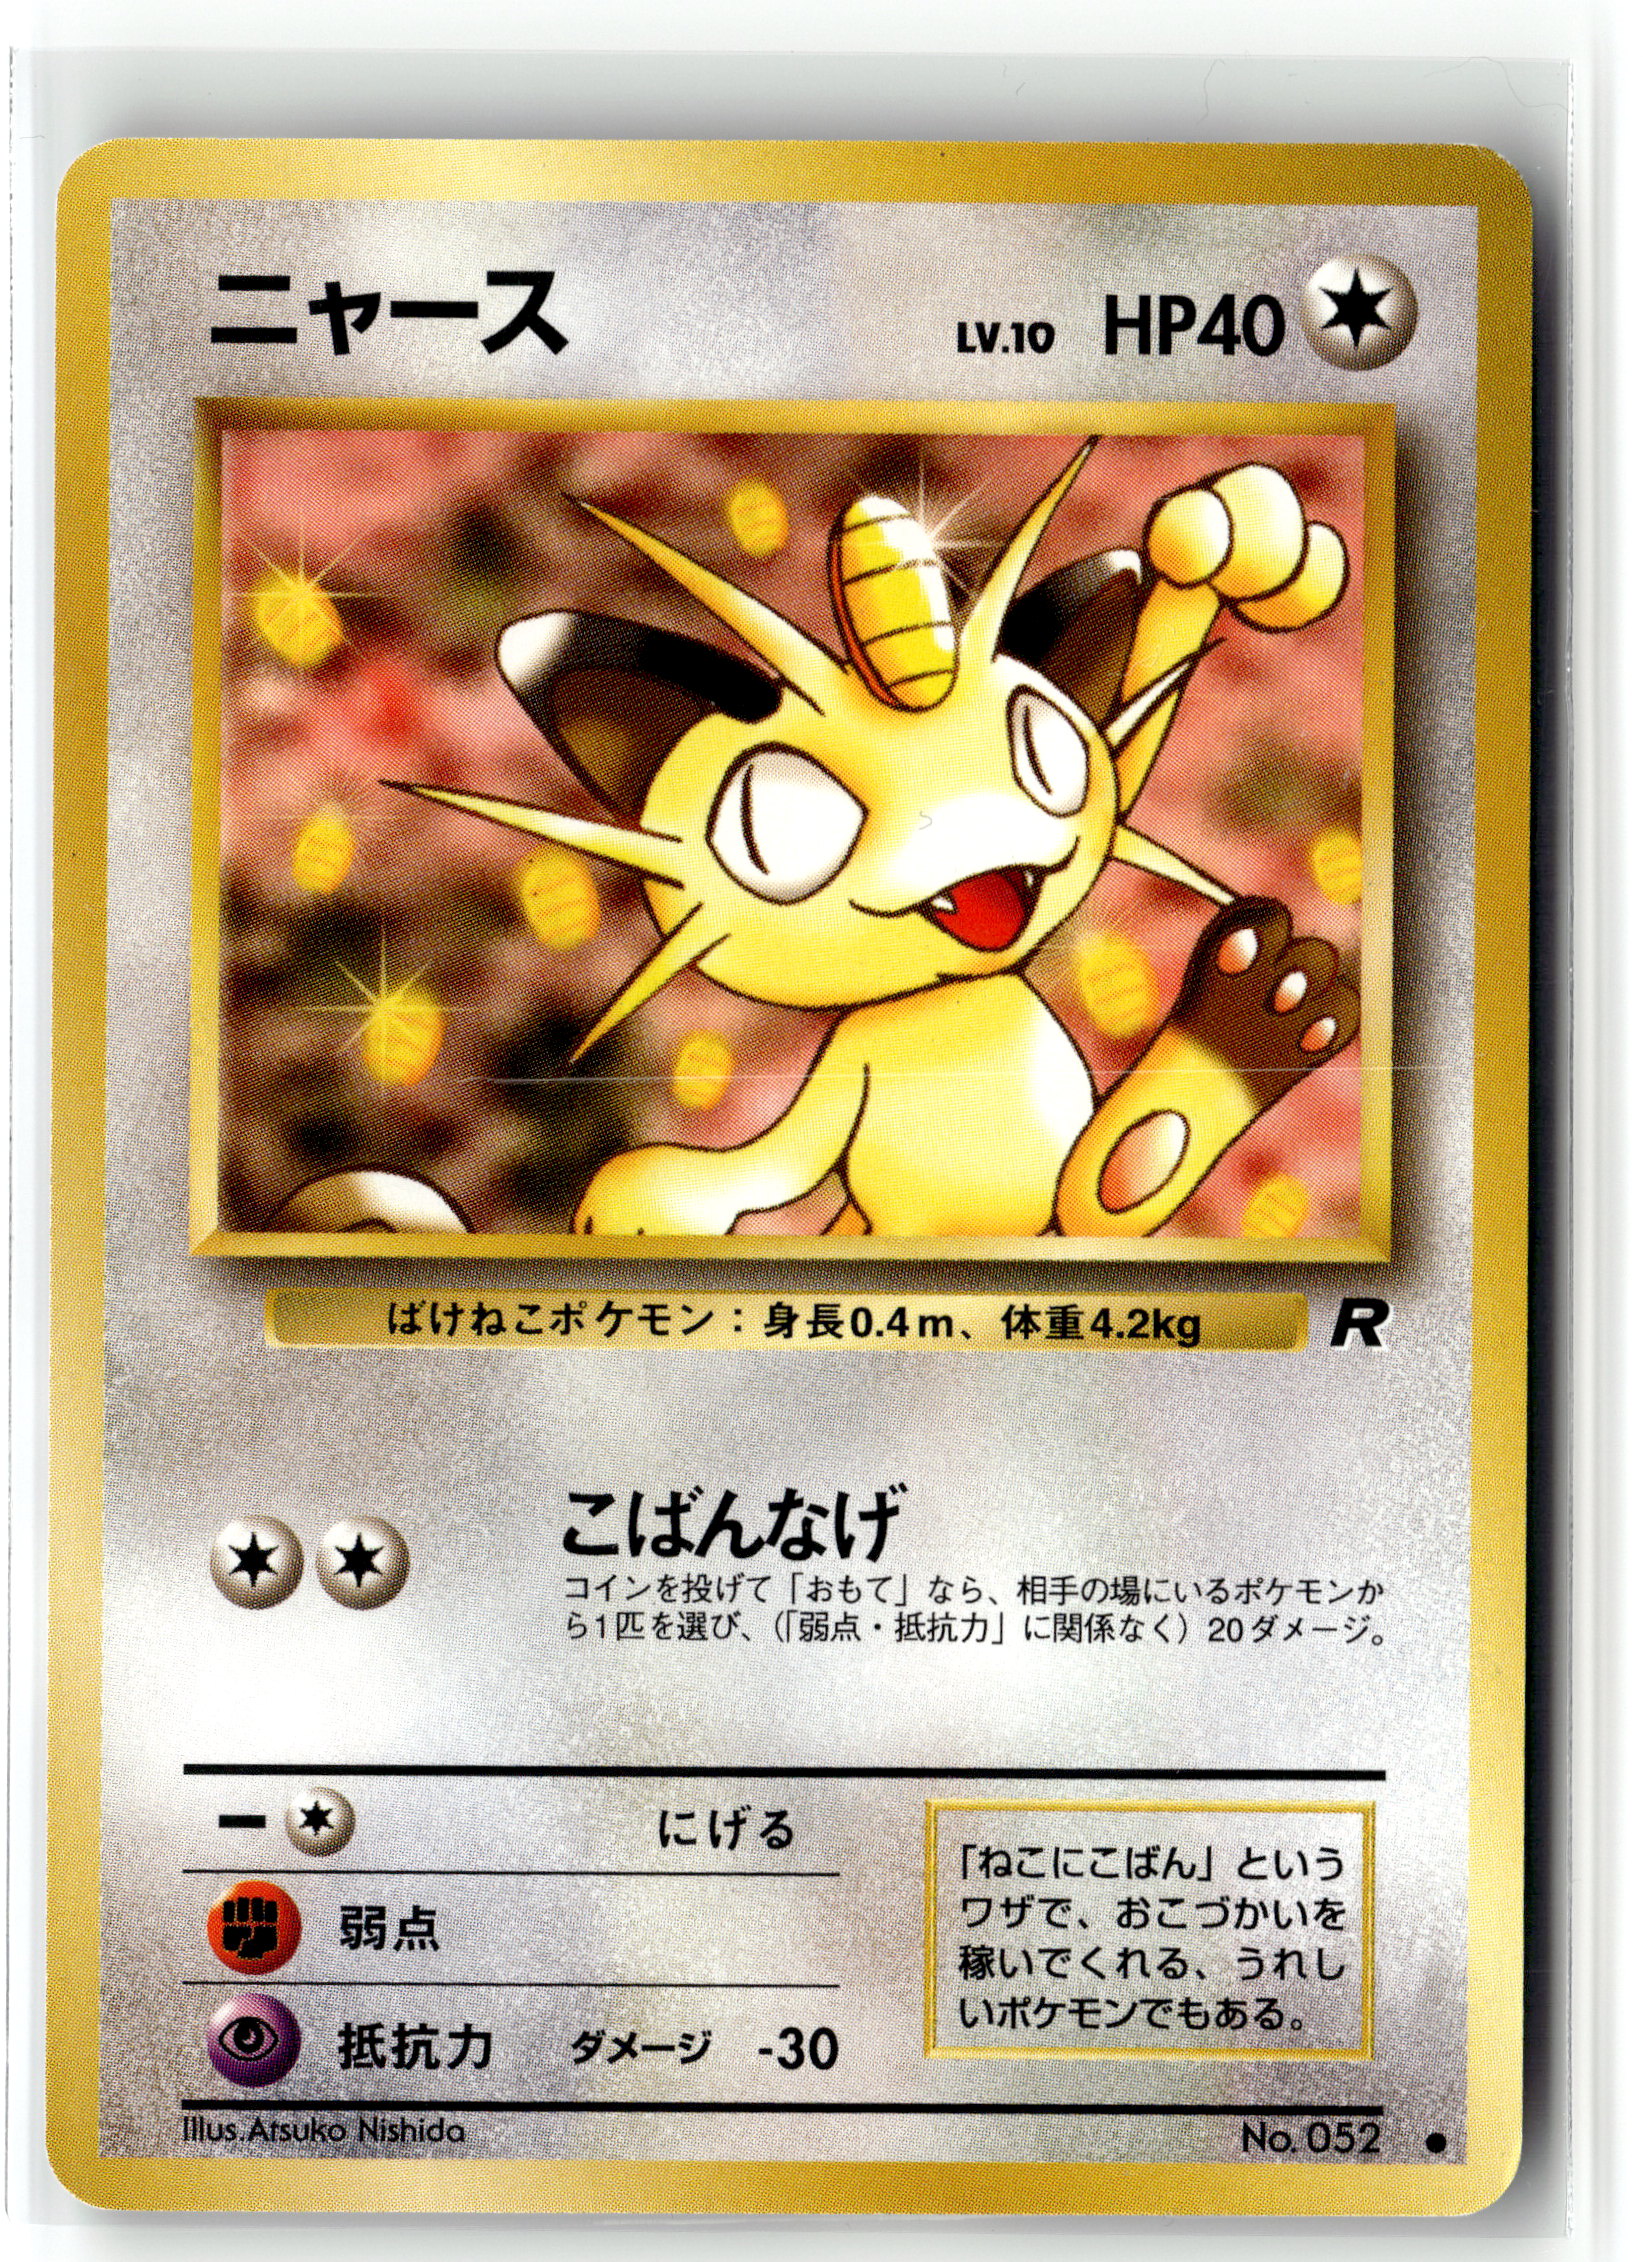 ニャース
LV.10 HP40
ばけねこポケモン：身長0.4m、体重4.2kg
R
こばんなげ
コインを投げて「おもて」なら、相手の場にいるポケモンか
ら1匹を選び、（「弱点・抵抗力」に関係なく）20ダメージ。
－ にげる
弱点
抵抗力 ダメージ -30
「ねこにこばん」という
ワザで、おこづかいを
稼いでくれる、うれし
いポケモンでもある。
Illus.Atsuko Nishida
No. 052 ●